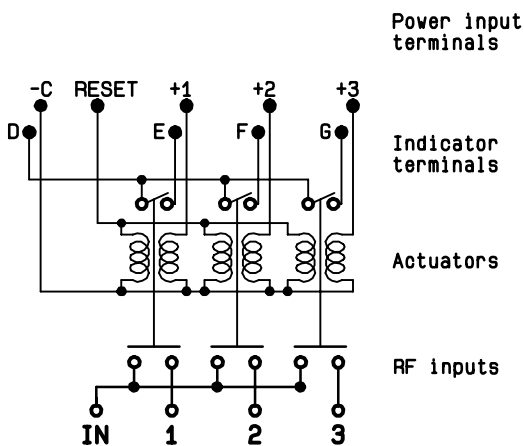 Power input
terminals
-C RESET +1 +2 +3
D E F G
Indicator
terminals
Actuators
RF inputs
IN 1 2 3